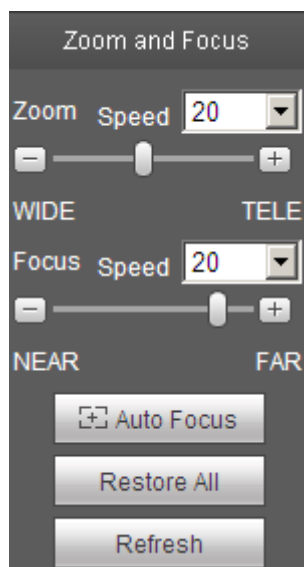 Zoom and Focus
Zoom Speed 20
WIDE TELE
Focus Speed 20
NEAR FAR
Auto Focus
Restore All
Refresh